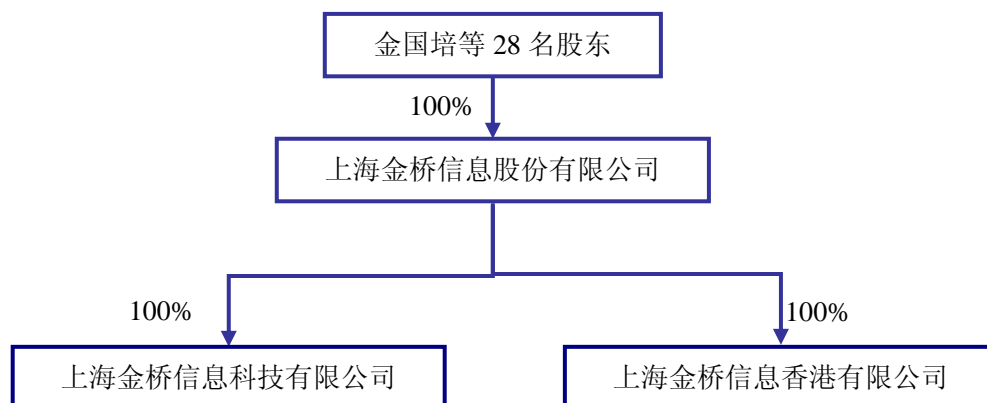 金国培等 28 名股东
100%
上海金桥信息股份有限公司
100%
100%
上海金桥信息科技有限公司
上海金桥信息香港有限公司